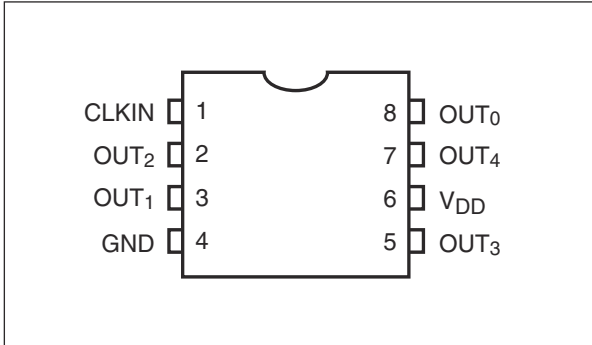 CLKIN 1 8 OUT0
OUT2 2 7 OUT4
OUT1 3 6 VDD
GND 4 5 OUT3